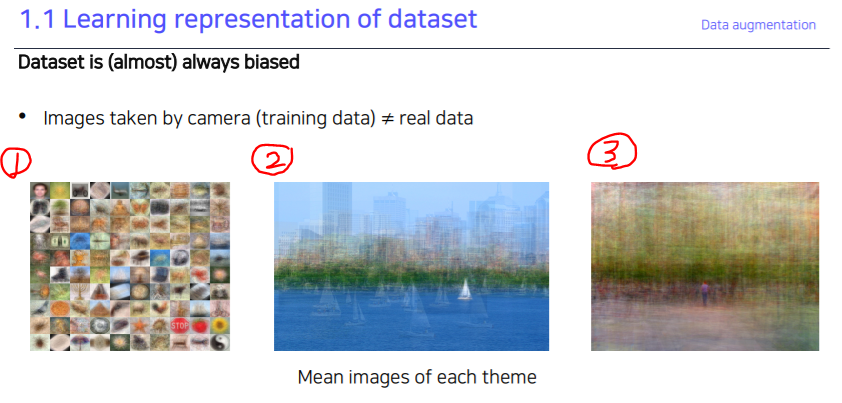 1.1 Learning representation of dataset
Data augmentation
Dataset is (almost) always biased
• Images taken by camera (training data) ≠ real data
① ② ③
STOP
Mean images of each theme